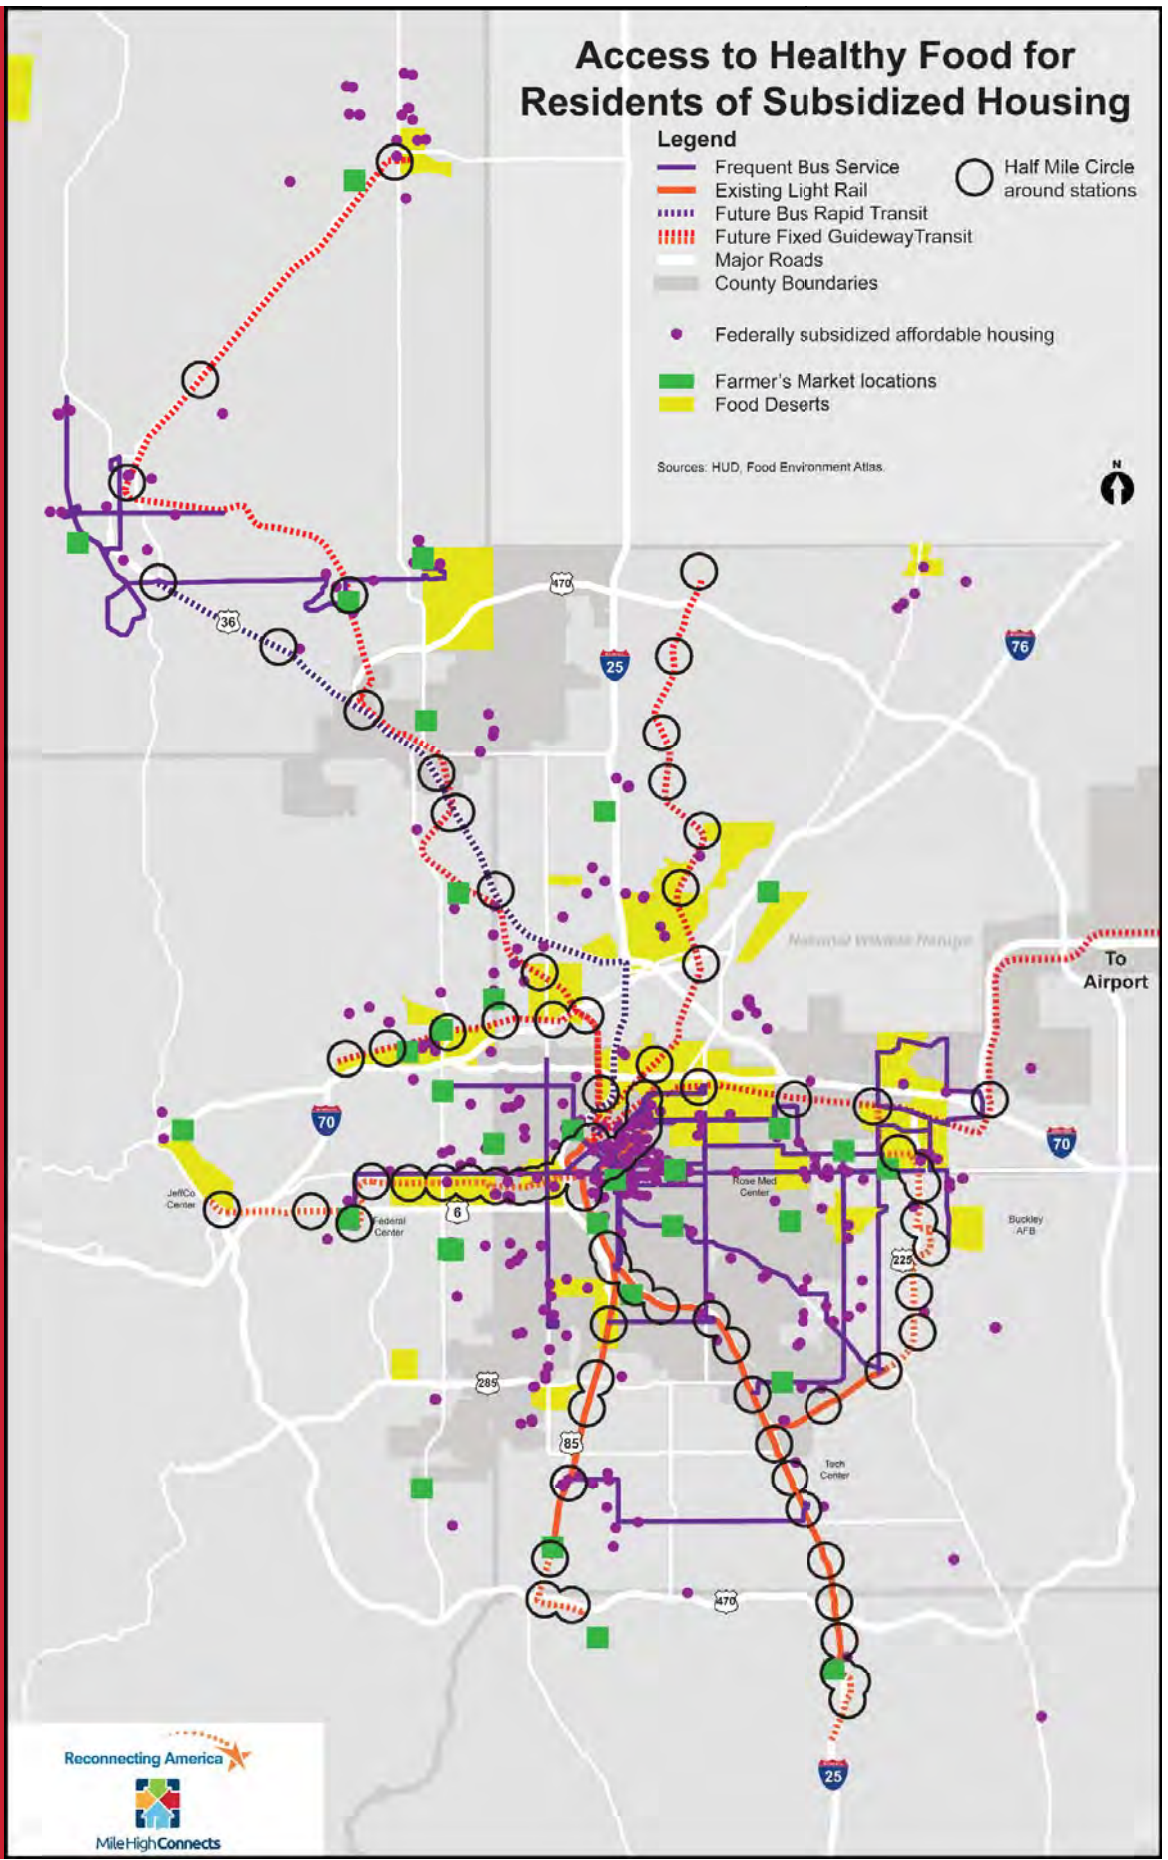 Access to Healthy Food for
Residents of Subsidized Housing
Legend
Frequent Bus Service
Existing Light Rail
Future Bus Rapid Transit
Future Fixed GuidewayTransit
Major Roads
County Boundaries
Half Mile Circle
around stations
Federally subsidized affordable housing
Farmer's Market locations
Food Deserts
Sources: HUD, Food Environment Atlas.
N
470
36
25
76
National Wildlife Refuge
To
Airport
70
70
JeffCo
Center
Federal
Center
6
Rose Med
Center
Buckley
AFB
225
285
85
Tech
Center
470
25
Reconnecting America
MileHighConnects